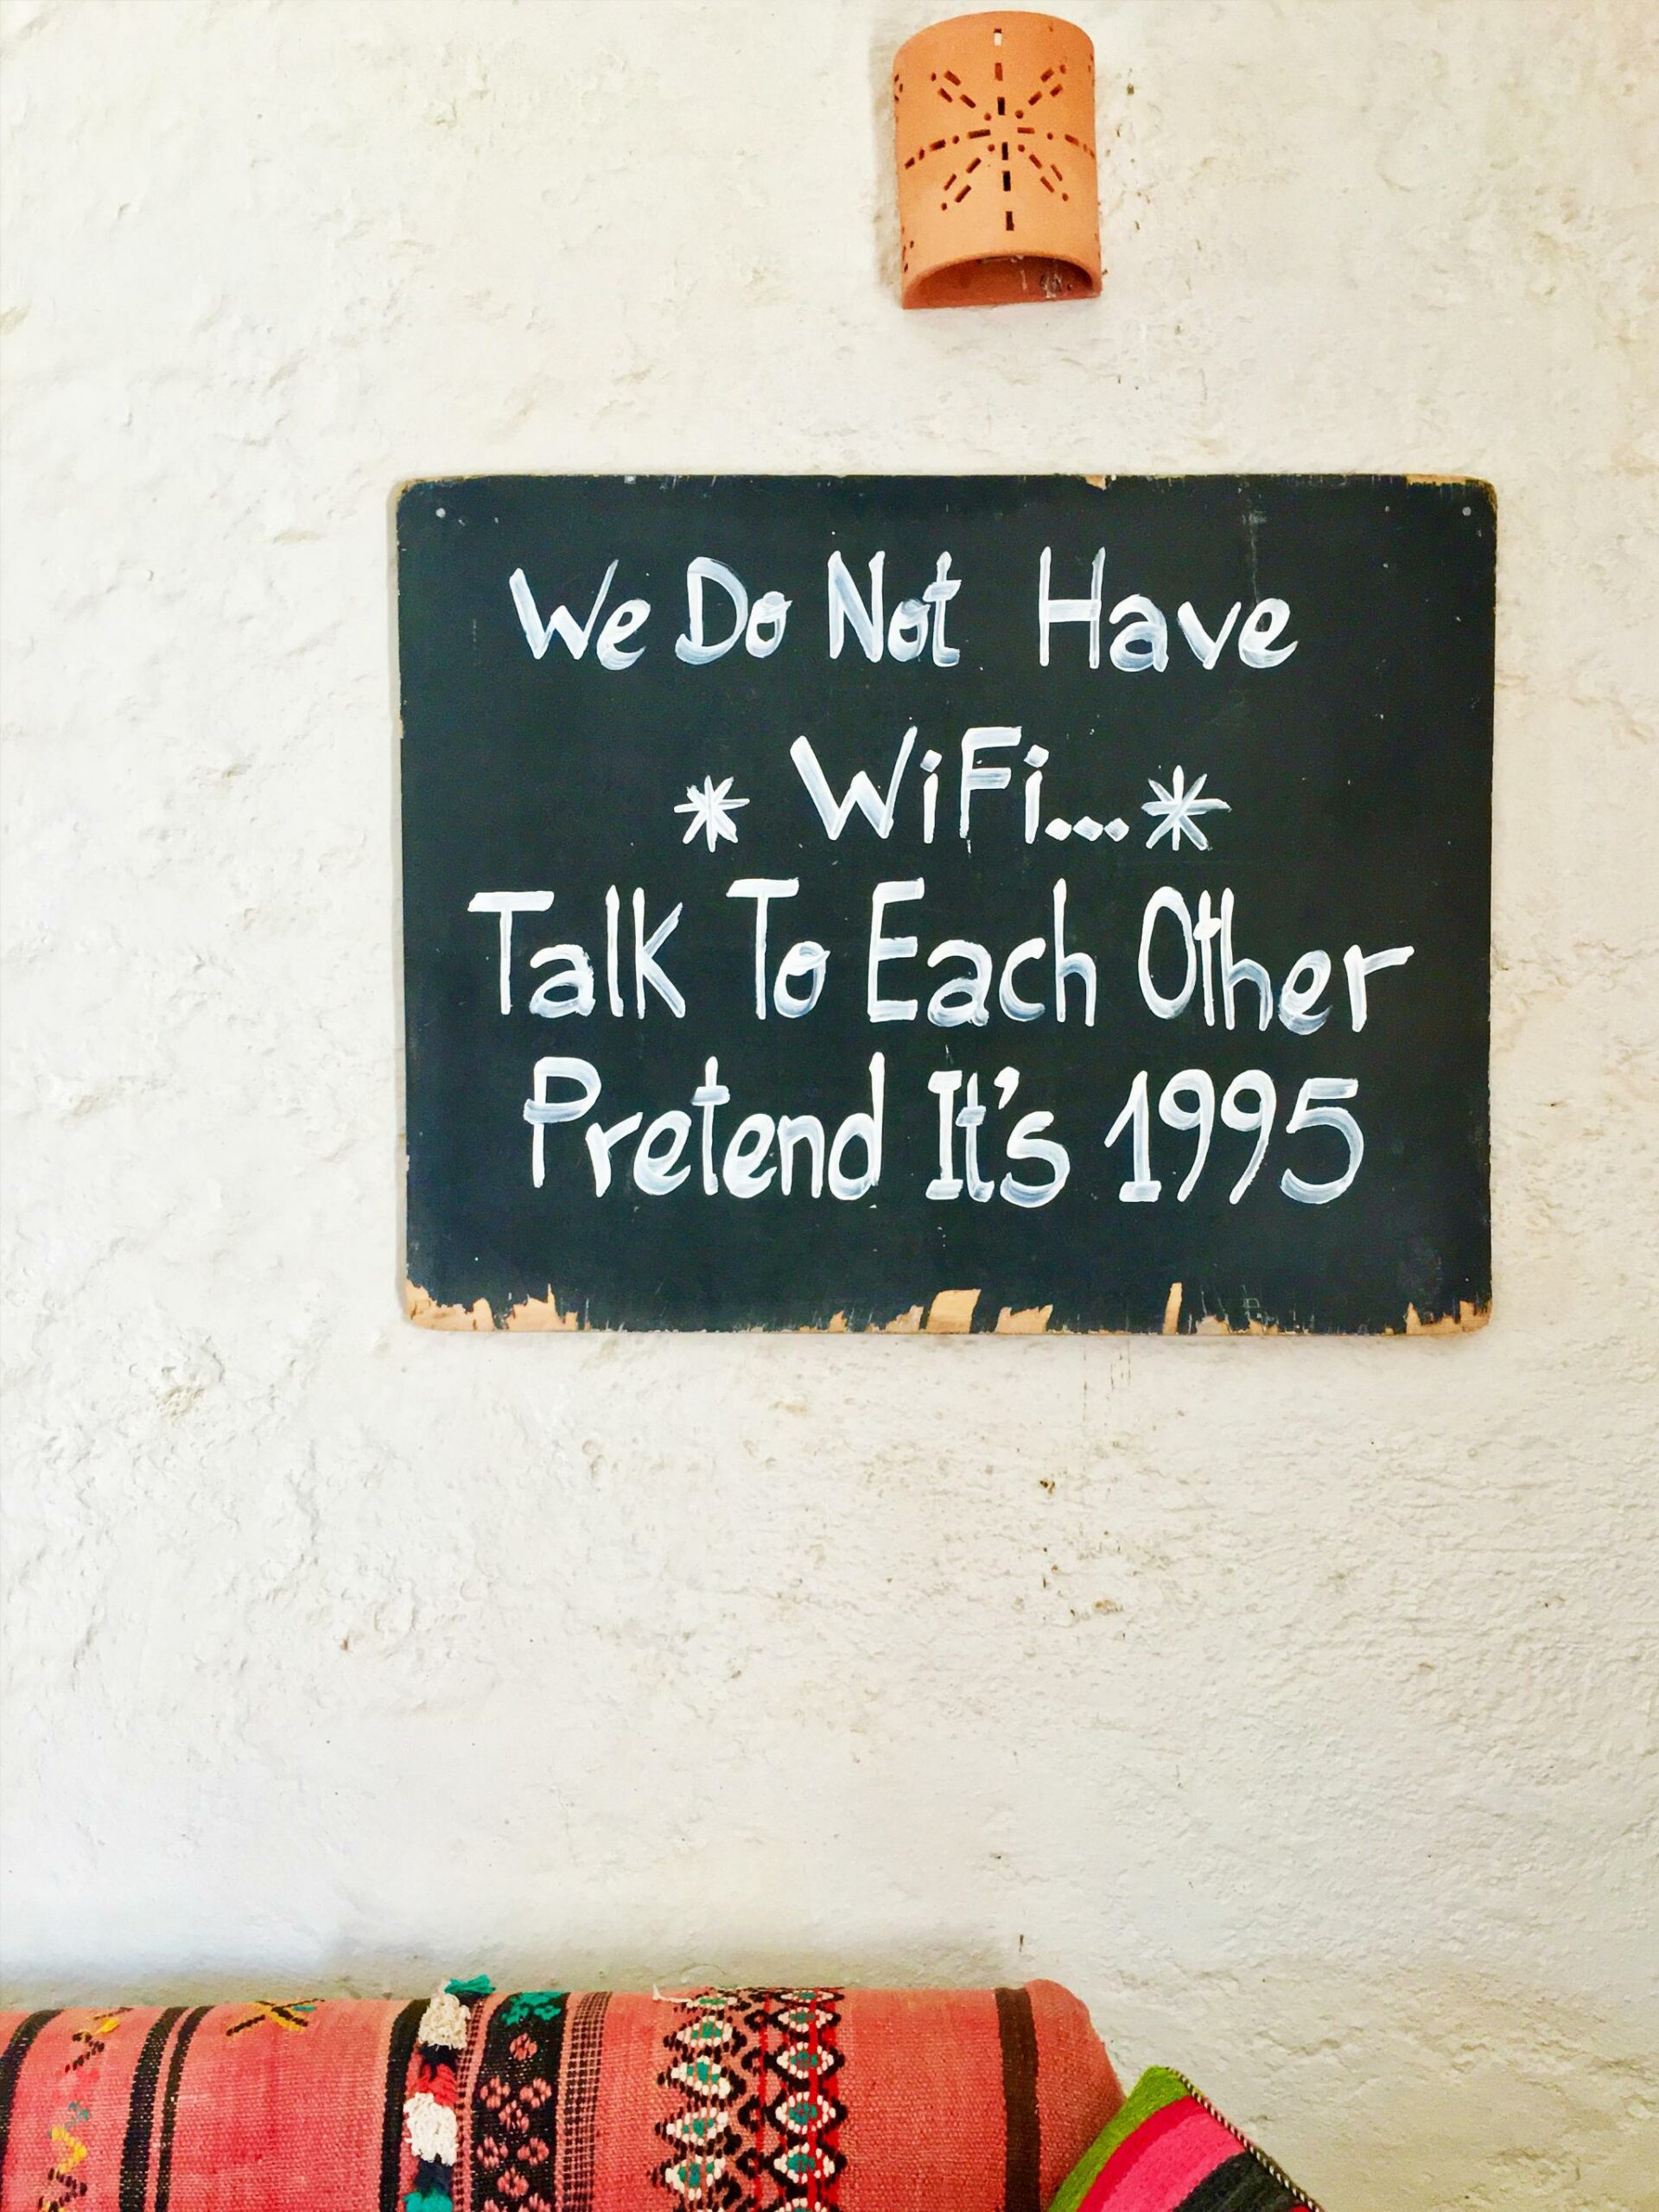 We Do Not Have
* WiFi...*
Talk To Each Other
Pretend It's 1995